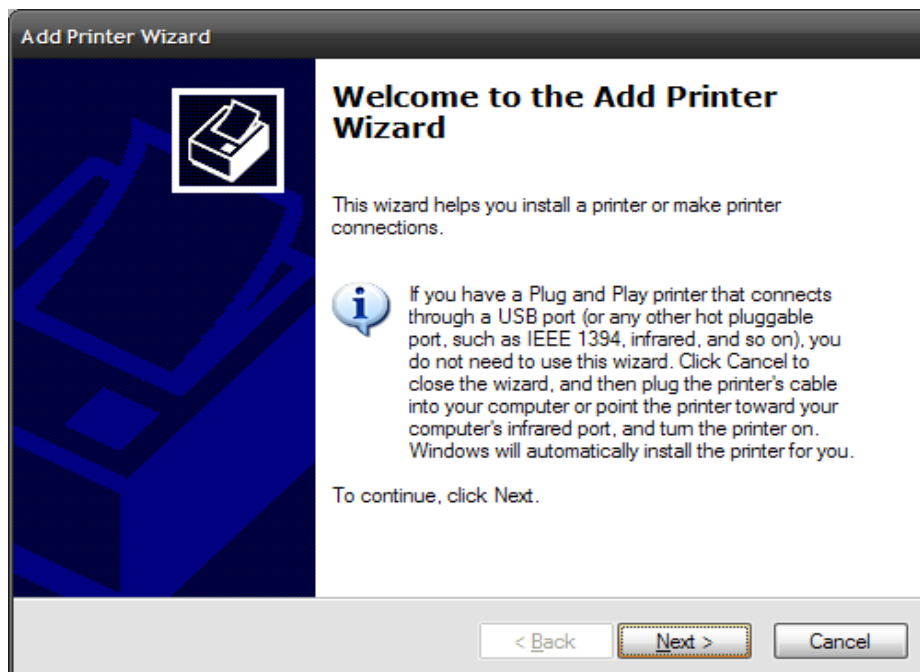 Add Printer Wizard
Welcome to the Add Printer
Wizard
This wizard helps you install a printer or make printer
connections.
If you have a Plug and Play printer that connects
through a USB port (or any other hot pluggable
port, such as IEEE 1394, infrared, and so on), you
do not need to use this wizard. Click Cancel to
close the wizard, and then plug the printer's cable
into your computer or point the printer toward your
computer's infrared port, and turn the printer on.
Windows will automatically install the printer for you.
To continue, click Next.
< Back Next > Cancel